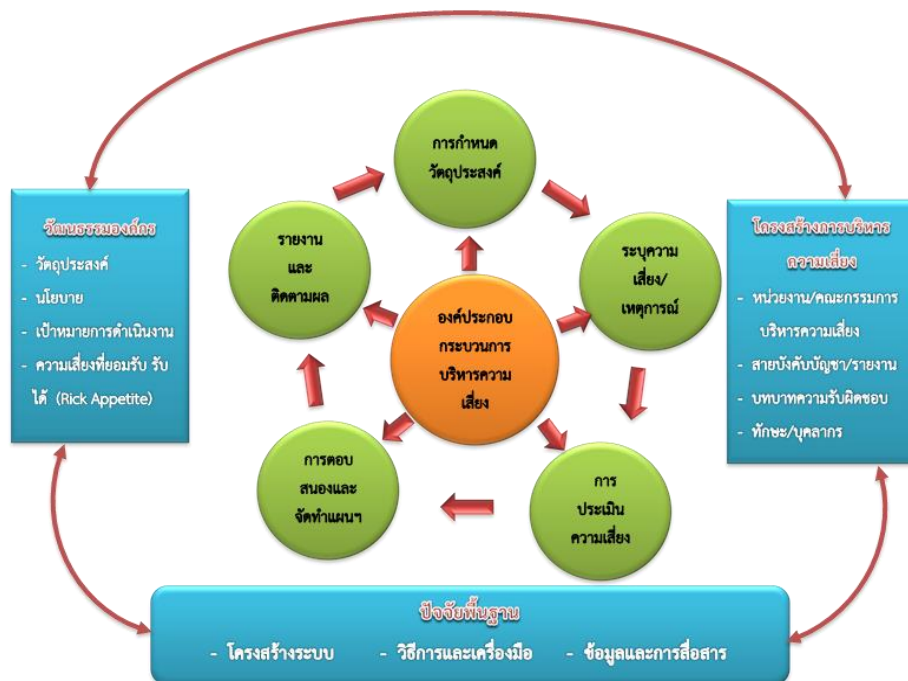 การกำหนด
วัตถุประสงค์
วัฒนธรรมองค์กร
- วัตถุประสงค์
- นโยบาย
- เป้าหมายการดำเนินงาน
- ความเสี่ยงที่ยอมรับ รับ
ได้ (Rick Appetite)
รายงาน
และ
ติดตามผล
องค์ประกอบ
กระบวนการ
บริหารความ
เสี่ยง
ระบุความ
เสี่ยง/
เหตุการณ์
โครงสร้างการบริหาร
ความเสี่ยง
- หน่วยงาน/คณะกรรมการ
บริหารความเสี่ยง
- สายบังคับบัญชา/รายงาน
- บทบาทความรับผิดชอบ
- ทักษะ/บุคลากร
การตอบ
สนองและ
จัดทำแผนฯ
การ
ประเมิน
ความเสี่ยง
ปัจจัยพื้นฐาน
- โครงสร้างระบบ - วิธีการและเครื่องมือ - ข้อมูลและการสื่อสาร